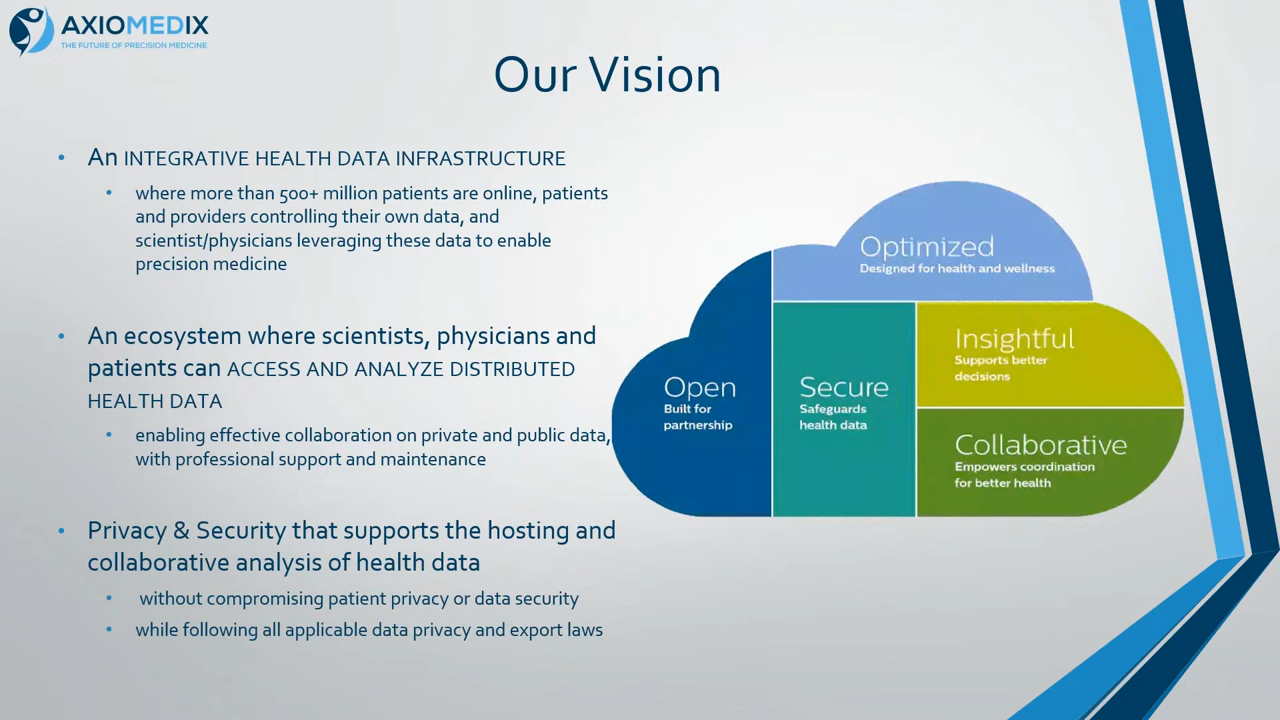 AXIOMEDIX
THE FUTURE OF PRECISION MEDICINE
Our Vision
• An INTEGRATIVE HEALTH DATA INFRASTRUCTURE
• where more than 500+ million patients are online, patients
and providers controlling their own data, and
scientist/physicians leveraging these data to enable
precision medicine
• An ecosystem where scientists, physicians and
patients can ACCESS AND ANALYZE DISTRIBUTED
HEALTH DATA
• enabling effective collaboration on private and public data,
with professional support and maintenance
• Privacy & Security that supports the hosting and
collaborative analysis of health data
• without compromising patient privacy or data security
• while following all applicable data privacy and export laws
Optimized
Designed for health and wellness
Open
Built for
partnership
Secure
Safeguards
health data
Insightful
Supports better
decisions
Collaborative
Empowers coordination
for better health